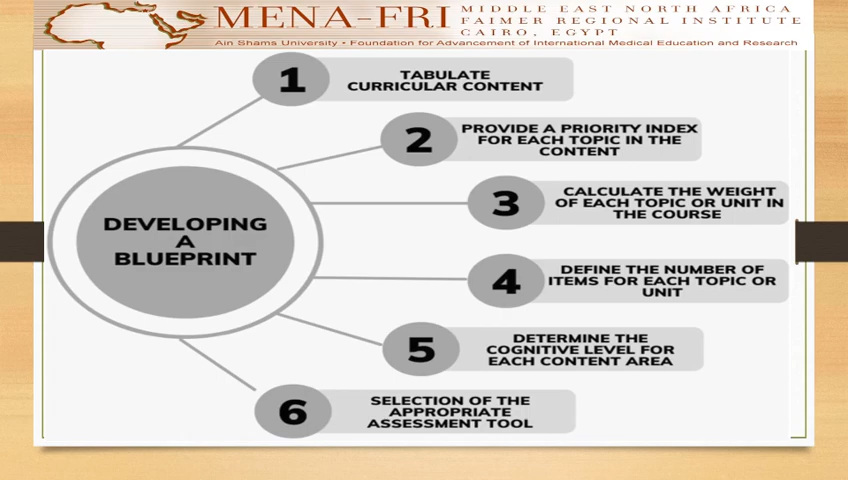 MENA-FRI
MIDDLE EAST NORTH AFRICA
FAIMER REGIONAL INSTITUTE
CAIRO, EGYPT
Ain Shams University • Foundation for Advancement of International Medical Education and Research
DEVELOPING
A
BLUEPRINT
1
TABULATE
CURRICULAR CONTENT
2
PROVIDE A PRIORITY INDEX
FOR EACH TOPIC IN THE
CONTENT
3
CALCULATE THE WEIGHT
OF EACH TOPIC OR UNIT IN
THE COURSE
4
DEFINE THE NUMBER OF
ITEMS FOR EACH TOPIC OR
UNIT
5
DETERMINE THE
COGNITIVE LEVEL FOR
EACH CONTENT AREA
6
SELECTION OF THE
APPROPRIATE
ASSESSMENT TOOL